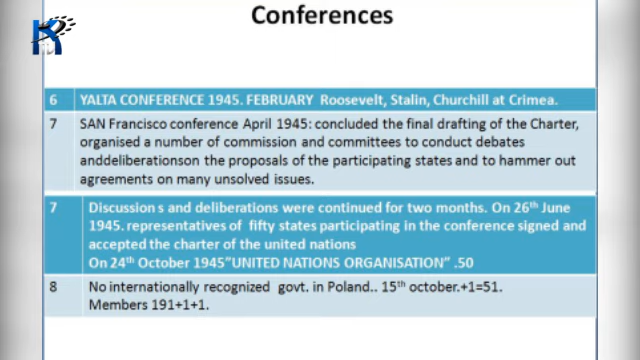 Conferences
6 YALTA CONFERENCE 1945. FEBRUARY Roosevelt, Stalin, Churchill at Crimea.
7 SAN Francisco conference April 1945: concluded the final drafting of the Charter,
organised a number of commission and committees to conduct debates
anddeliberationson the proposals of the participating states and to hammer out
agreements on many unsolved issues.
7 Discussion s and deliberations were continued for two months. On 26th June
1945. representatives of fifty states participating in the conference signed and
accepted the charter of the united nations
On 24th October 1945”UNITED NATIONS ORGANISATION” .50
8 No internationally recognized govt. in Poland.. 15th october.+1=51.
Members 191+1+1.